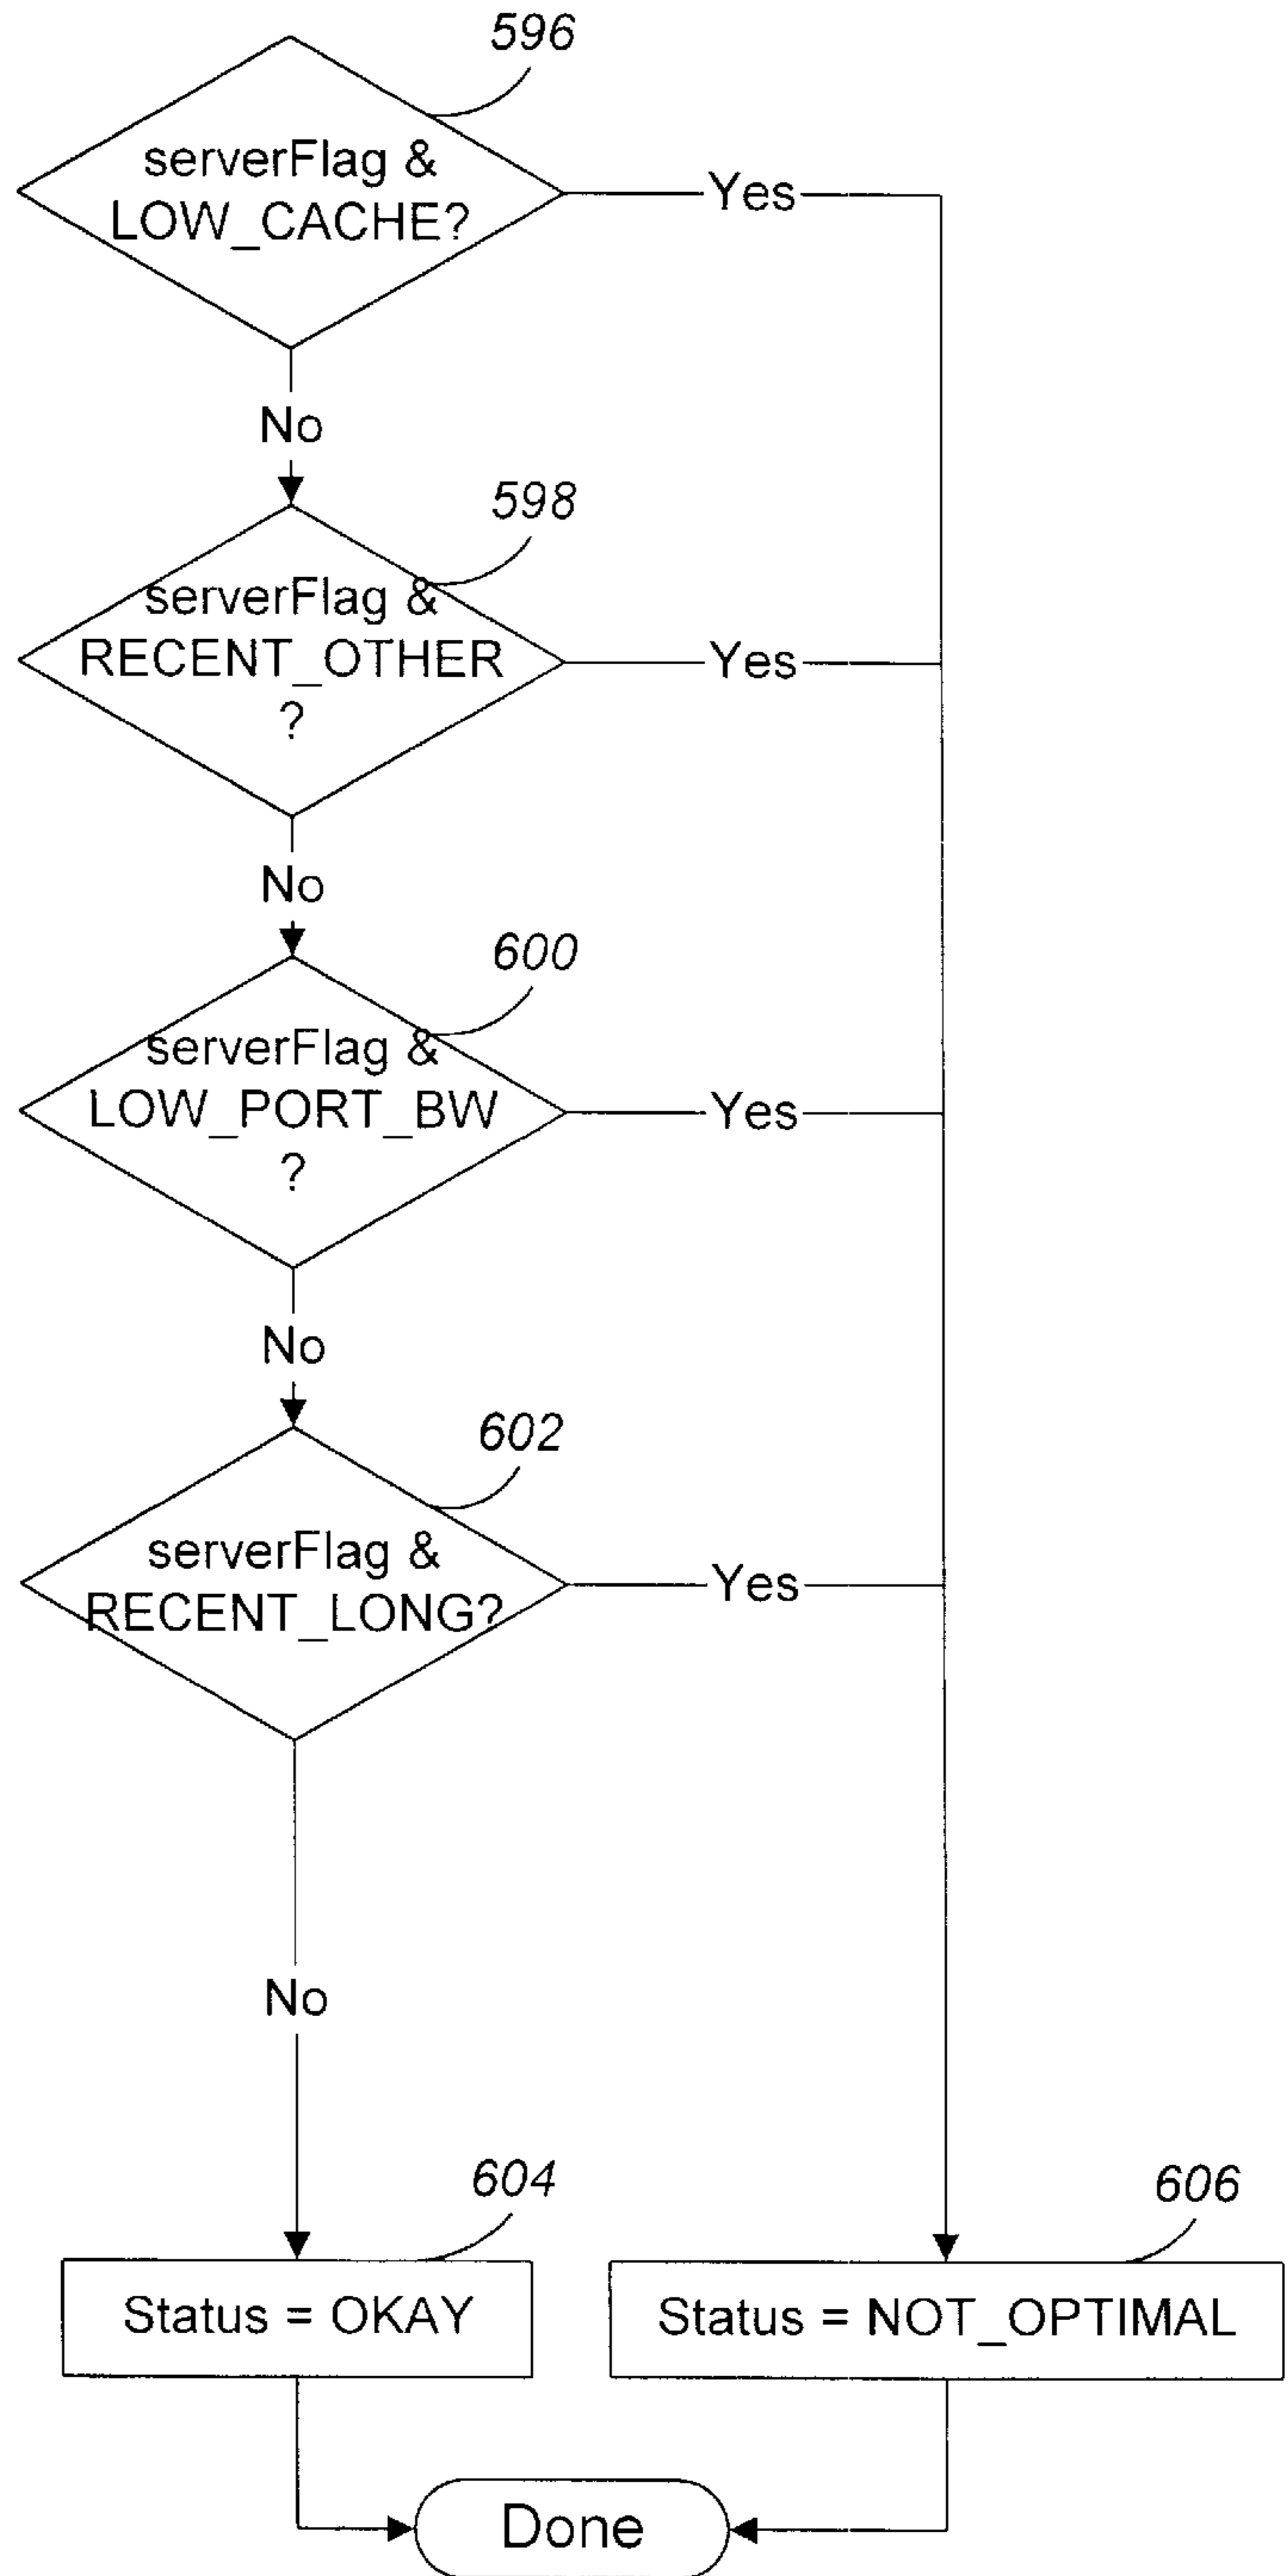 596
serverFlag &
LOW_CACHE?
Yes
No
598
serverFlag &
RECENT_OTHER
?
Yes
No
600
serverFlag &
LOW_PORT_BW
?
Yes
No
602
serverFlag &
RECENT_LONG?
Yes
No
604
606
Status = OKAY
Status = NOT_OPTIMAL
Done